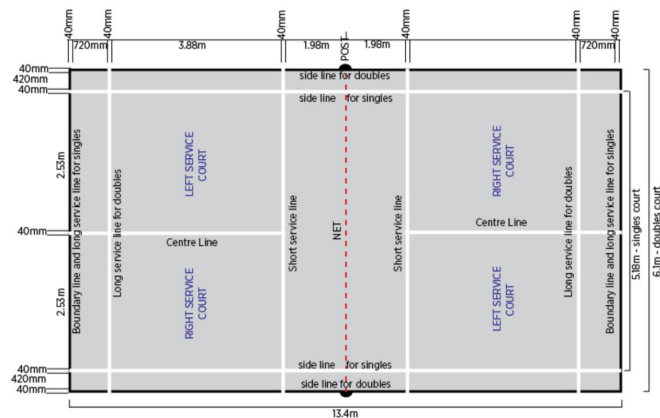 40mm
40mm
40mm
40mm
40mm
40mm
720mm
3.88m
1.98m
POST
1.98m
720mm
40mm
420mm
40mm
side line for doubles
side line for singles
2.53m
Boundary line and long service line for singles
Long service line for doubles
LEFT SERVICE
COURT
Short service line
NET
Short service line
RIGHT SERVICE
COURT
Llong service line for doubles
Boundary line and long service line for singles
5.18m - singles court
6.1m - doubles court
40mm
Centre Line
Centre Line
2.53m
RIGHT SERVICE
COURT
LEFT SERVICE
COURT
40mm
420mm
40mm
side line for singles
side line for doubles
13.4m